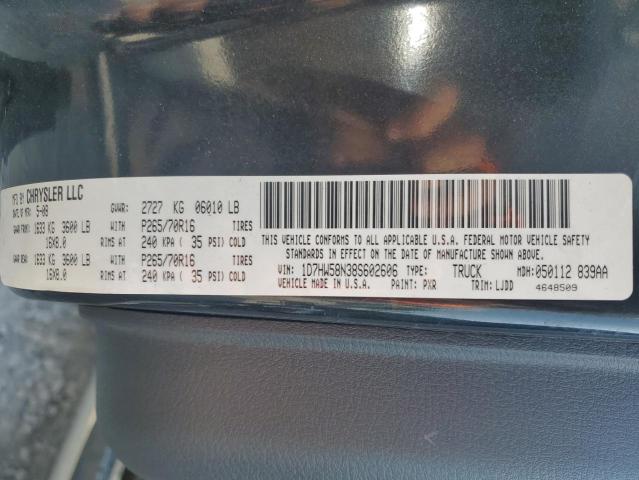 MFD BY CHRYSLER LLC
DATE OF MFR 5-08 GVWR: 2727 KG 06010 LB
GAWR FRONT: 1633 KG 3600 LB WITH P265/70R16 TIRES
16X8.0 RIMS AT 240 KPA ( 35 PSI) COLD
GAWR REAR: 1633 KG 3600 LB WITH P265/70R16 TIRES
16X8.0 RIMS AT 240 KPA ( 35 PSI) COLD
THIS VEHICLE CONFORMS TO ALL APPLICABLE U.S.A. FEDERAL MOTOR VEHICLE SAFETY
STANDARDS IN EFFECT ON THE DATE OF MANUFACTURE SHOWN ABOVE.
VIN: 1D7HW58N38S602606 TYPE: TRUCK MDH:050112 839AA
VEHICLE MADE IN U.S.A. PAINT: PXR TRIM: LJDD 4648509